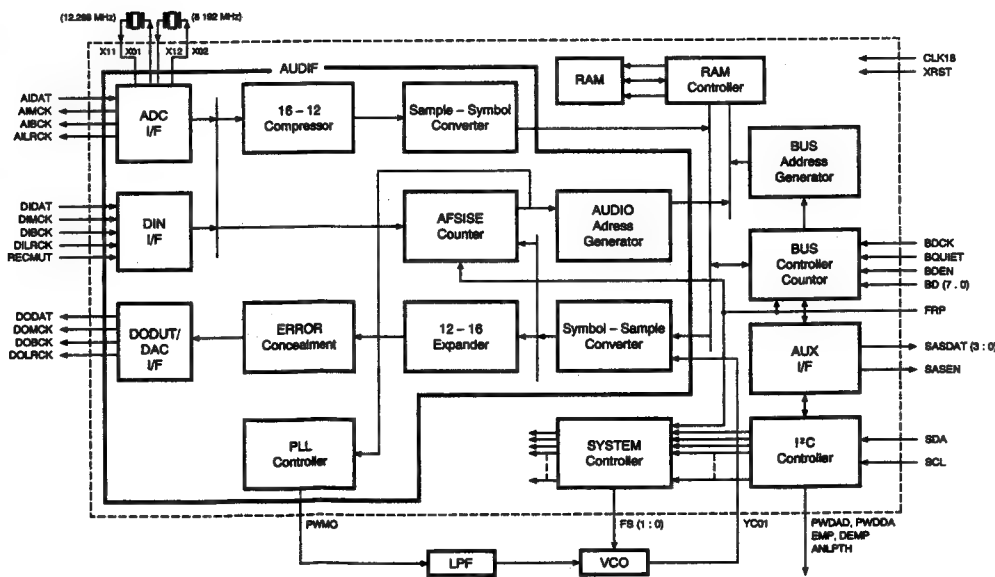 (12.288 MHz)
(8 192 MHz)
X11 X01
X12 X02
CLK18
XRST
AUDIF
AIDAT
AIMCK
AIBCK
AILRCK
ADC
I/F
16 – 12
Compressor
Sample – Symbol
Converter
RAM
RAM
Controller
BUS
Address
Generator
DIDAT
DIMCK
DIBCK
DILRCK
RECMUT
DIN
I/F
AFSISE
Counter
AUDIO
Adress
Generator
BUS
Controller
Countor
BDCK
BQUIET
BDEN
BD (7 . 0)
FRP
DODAT
DOMCK
DOBCK
DOLRCK
DODUT/
DAC
I/F
ERROR
Concealment
12 – 16
Expander
Symbol – Sample
Converter
AUX
I/F
SASDAT (3 : 0)
SASEN
PLL
Controller
SYSTEM
Controller
I²C
Controller
SDA
SCL
PWMO
FS (1 : 0)
YC01
PWDAD, PWDDA
EMP, DEMP
ANLPTH
LPF
VCO